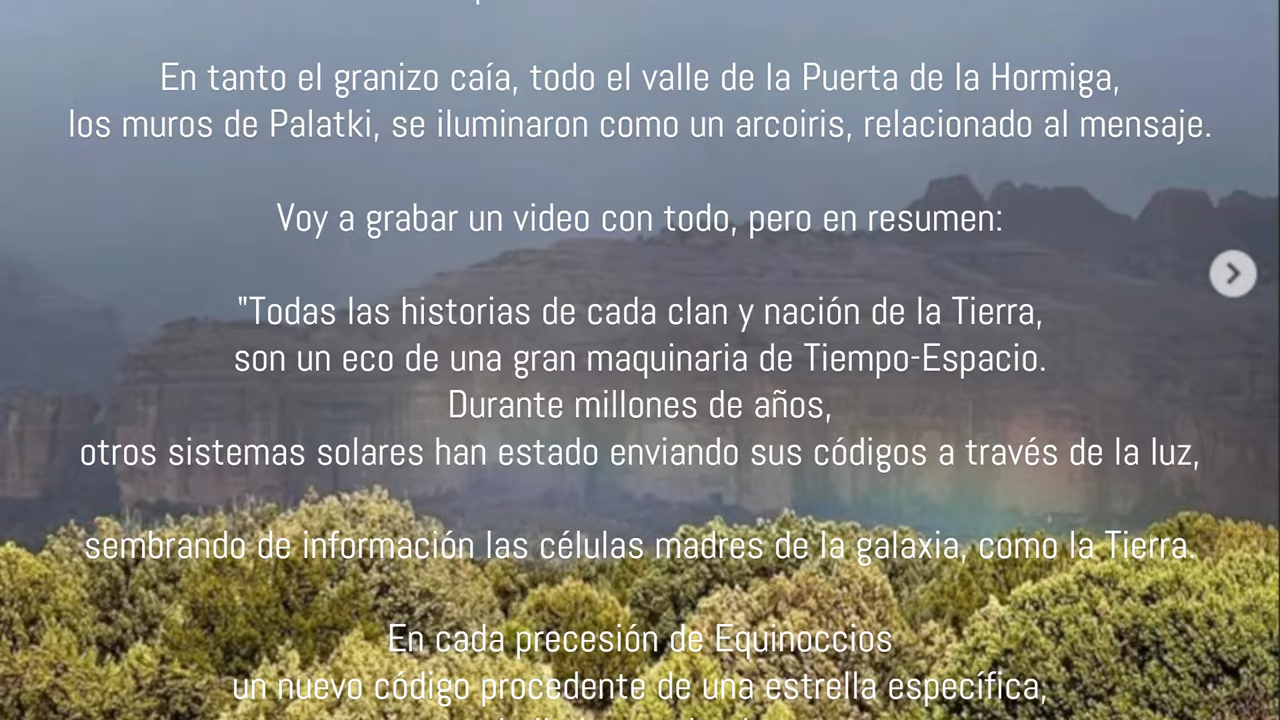 En tanto el granizo caía, todo el valle de la Puerta de la Hormiga,
los muros de Palatki, se iluminaron como un arcoiris, relacionado al mensaje.
Voy a grabar un video con todo, pero en resumen:
"Todas las historias de cada clan y nación de la Tierra,
son un eco de una gran maquinaria de Tiempo-Espacio.
Durante millones de años,
otros sistemas solares han estado enviando sus códigos a través de la luz,
sembrando de información las células madres de la galaxia, como la Tierra.
En cada precesión de Equinoccios
un nuevo código procedente de una estrella específica,